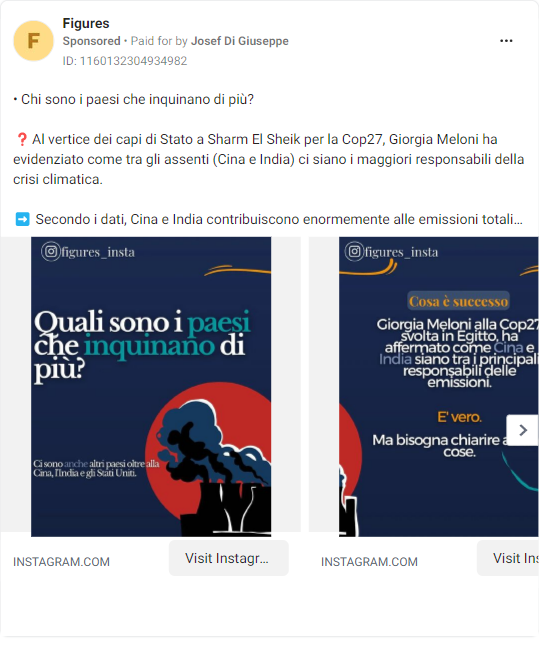 F
Figures
Sponsored • Paid for by Josef Di Giuseppe
ID: 1160132304934982
• Chi sono i paesi che inquinano di più?
❓ Al vertice dei capi di Stato a Sharm El Sheik per la Cop27, Giorgia Meloni ha
evidenziato come tra gli assenti (Cina e India) ci siano i maggiori responsabili della
crisi climatica.
➡️ Secondo i dati, Cina e India contribuiscono enormemente alle emissioni totali...
figures_insta
Quali sono i paesi
che inquinano di
più?
Ci sono anche altri paesi oltre alla
Cina, l'India e gli Stati Uniti.
INSTAGRAM.COM
Visit Instagr...
figures_insta
Cosa è successo
Giorgia Meloni alla Cop27
svolta in Egitto, ha
affermato come Cina e
India siano tra i principali
responsabili delle
emissioni.
E' vero.
Ma bisogna chiarire
cose.
INSTAGRAM.COM
Visit Ins